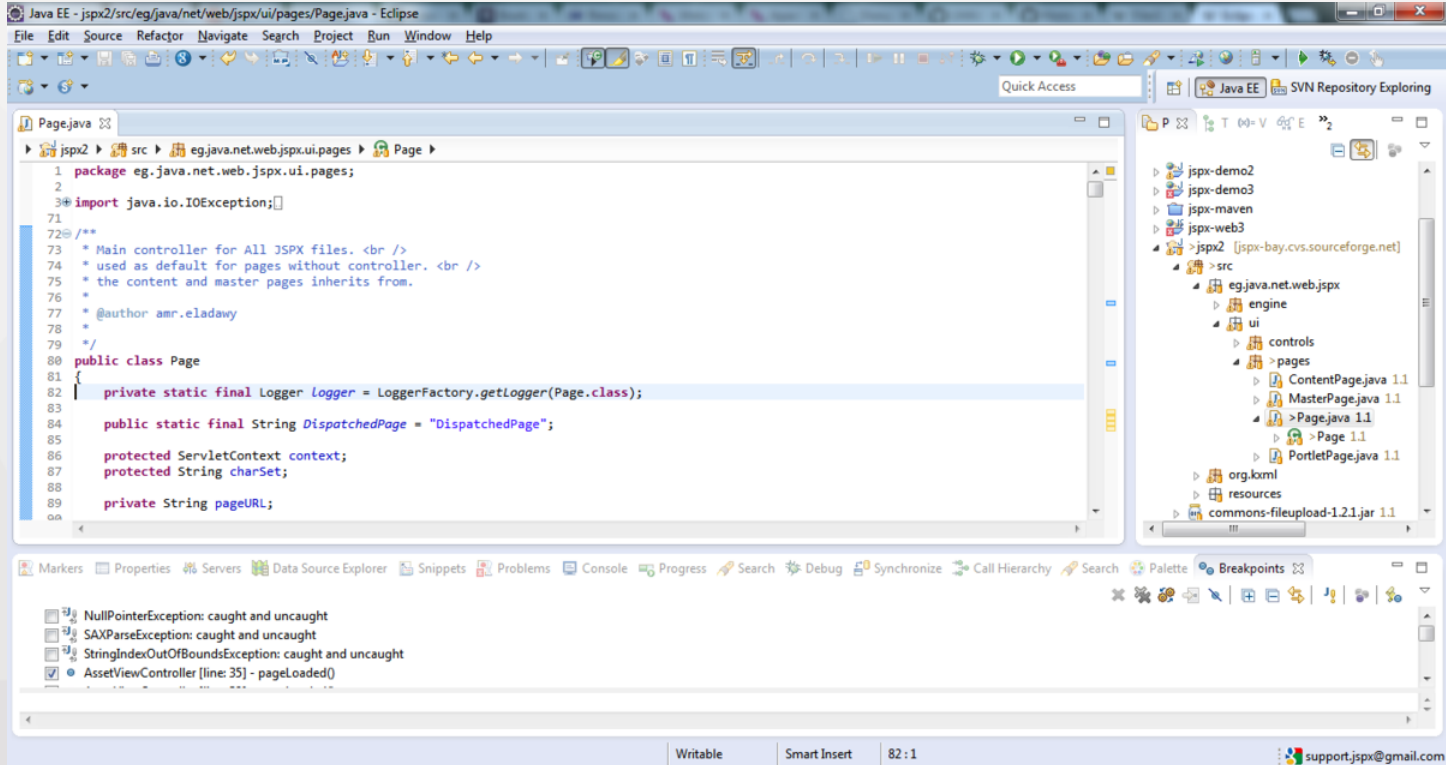 Java EE - jspx2/src/eg/java/net/web/jspx/ui/pages/Page.java - Eclipse
File Edit Source Refactor Navigate Search Project Run Window Help
Quick Access
Java EE SVN Repository Exploring
Page.java
jspx2 src eg.java.net.web.jspx.ui.pages Page
1 package eg.java.net.web.jspx.ui.pages;
2
3 import java.io.IOException;
71
72 /**
73 * Main controller for All JSPX files. <br />
74 * used as default for pages without controller. <br />
75 * the content and master pages inherits from.
76 *
77 * @author amr.eladawy
78 *
79 */
80 public class Page
81 {
82 private static final Logger logger = LoggerFactory.getLogger(Page.class);
83
84 public static final String DispatchedPage = "DispatchedPage";
85
86 protected ServletContext context;
87 protected String charSet;
88
89 private String pageURL;
90
P T (x)= V E »2
jspx-demo2
jspx-demo3
jspx-maven
jspx-web3
>jspx2 [jspx-bay.cvs.sourceforge.net]
>src
eg.java.net.web.jspx
engine
ui
controls
>pages
ContentPage.java 1.1
MasterPage.java 1.1
>Page.java 1.1
>Page 1.1
PortletPage.java 1.1
org.kxml
resources
commons-fileupload-1.2.1.jar 1.1
Markers Properties Servers Data Source Explorer Snippets Problems Console Progress Search Debug Synchronize Call Hierarchy Search Palette Breakpoints
NullPointerException: caught and uncaught
SAXParseException: caught and uncaught
StringIndexOutOfBoundsException: caught and uncaught
AssetViewController [line: 35] - pageLoaded()
Writable Smart Insert 82 : 1
support.jspx@gmail.com